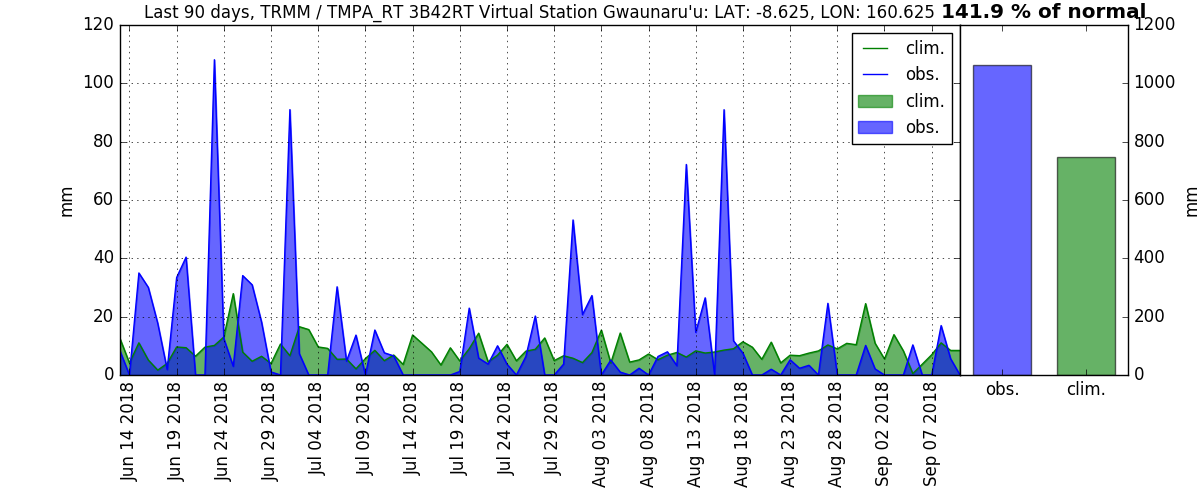 Last 90 days, TRMM / TMPA_RT 3B42RT Virtual Station Gwaunaru'u: LAT: -8.625, LON: 160.625 141.9 % of normal
120
100
80
60
40
20
0
mm
clim.
obs.
clim.
obs.
1200
1000
800
600
400
200
0
mm
obs.
clim.
Jun 14 2018
Jun 19 2018
Jun 24 2018
Jun 29 2018
Jul 04 2018
Jul 09 2018
Jul 14 2018
Jul 19 2018
Jul 24 2018
Jul 29 2018
Aug 03 2018
Aug 08 2018
Aug 13 2018
Aug 18 2018
Aug 23 2018
Aug 28 2018
Sep 02 2018
Sep 07 2018